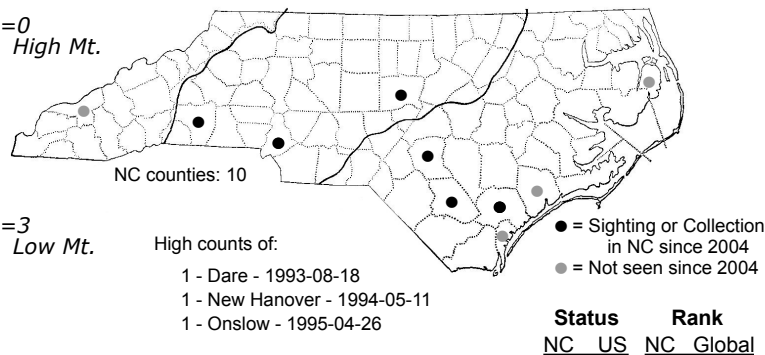 =0
High Mt.
NC counties: 10
=3
Low Mt.
High counts of:
1 - Dare - 1993-08-18
1 - New Hanover - 1994-05-11
1 - Onslow - 1995-04-26
= Sighting or Collection
in NC since 2004
= Not seen since 2004
Status Rank
NC US NC Global